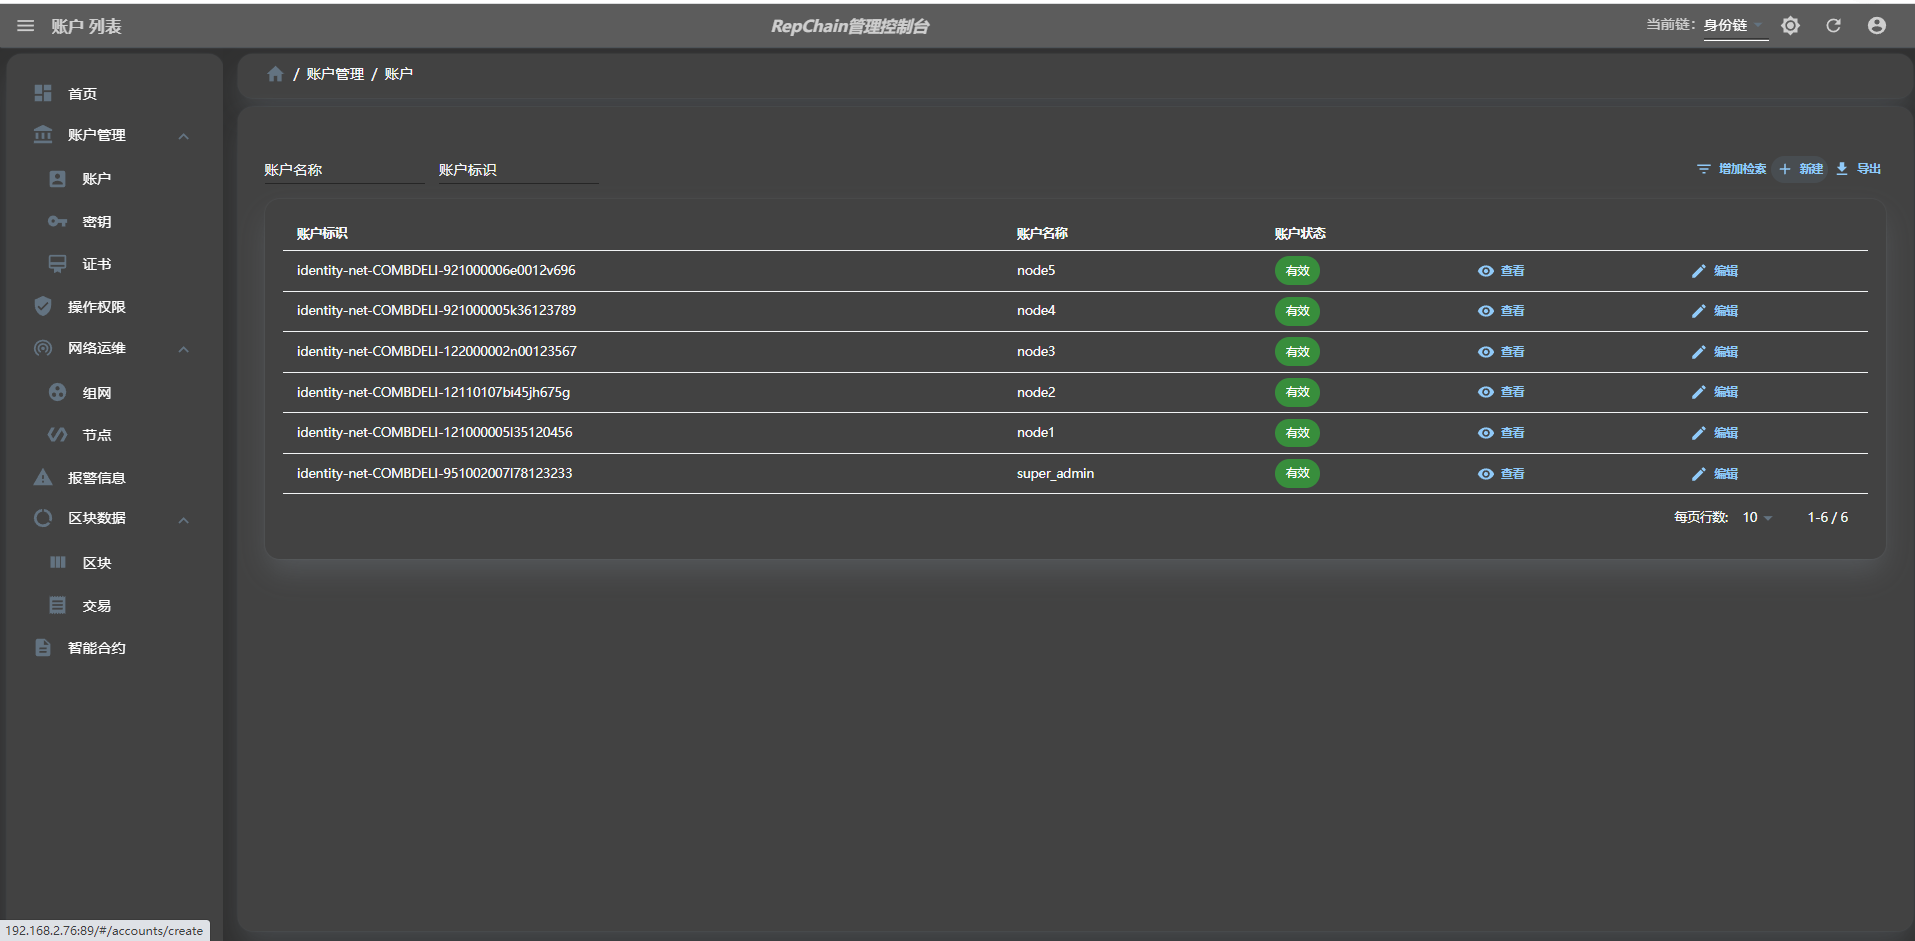 账户 列表
RepChain管理控制台
当前链: 身份链
首页
账户管理
账户
密钥
证书
操作权限
网络运维
组网
节点
报警信息
区块数据
区块
交易
智能合约
/ 账户管理 / 账户
账户名称 账户标识
增加检索 新建 导出
账户标识 账户名称 账户状态
identity-net-COMBDELI-921000006e0012v696 node5 有效 查看 编辑
identity-net-COMBDELI-921000005k36123789 node4 有效 查看 编辑
identity-net-COMBDELI-122000002n00123567 node3 有效 查看 编辑
identity-net-COMBDELI-12110107bi45jh675g node2 有效 查看 编辑
identity-net-COMBDELI-121000005l35120456 node1 有效 查看 编辑
identity-net-COMBDELI-951002007l78123233 super_admin 有效 查看 编辑
每页行数: 10 1-6 / 6
192.168.2.76:89/#/accounts/create